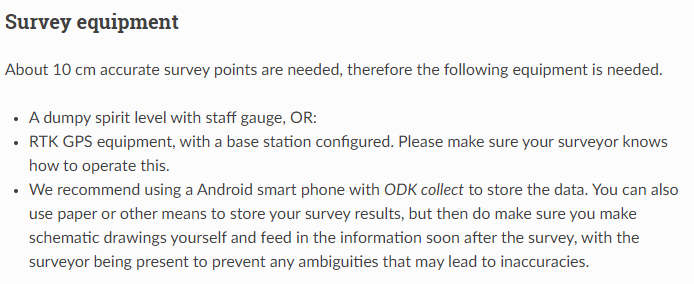 Survey equipment
About 10 cm accurate survey points are needed, therefore the following equipment is needed.
• A dumpy spirit level with staff gauge, OR:
• RTK GPS equipment, with a base station configured. Please make sure your surveyor knows
how to operate this.
• We recommend using a Android smart phone with ODK collect to store the data. You can also
use paper or other means to store your survey results, but then do make sure you make
schematic drawings yourself and feed in the information soon after the survey, with the
surveyor being present to prevent any ambiguities that may lead to inaccuracies.